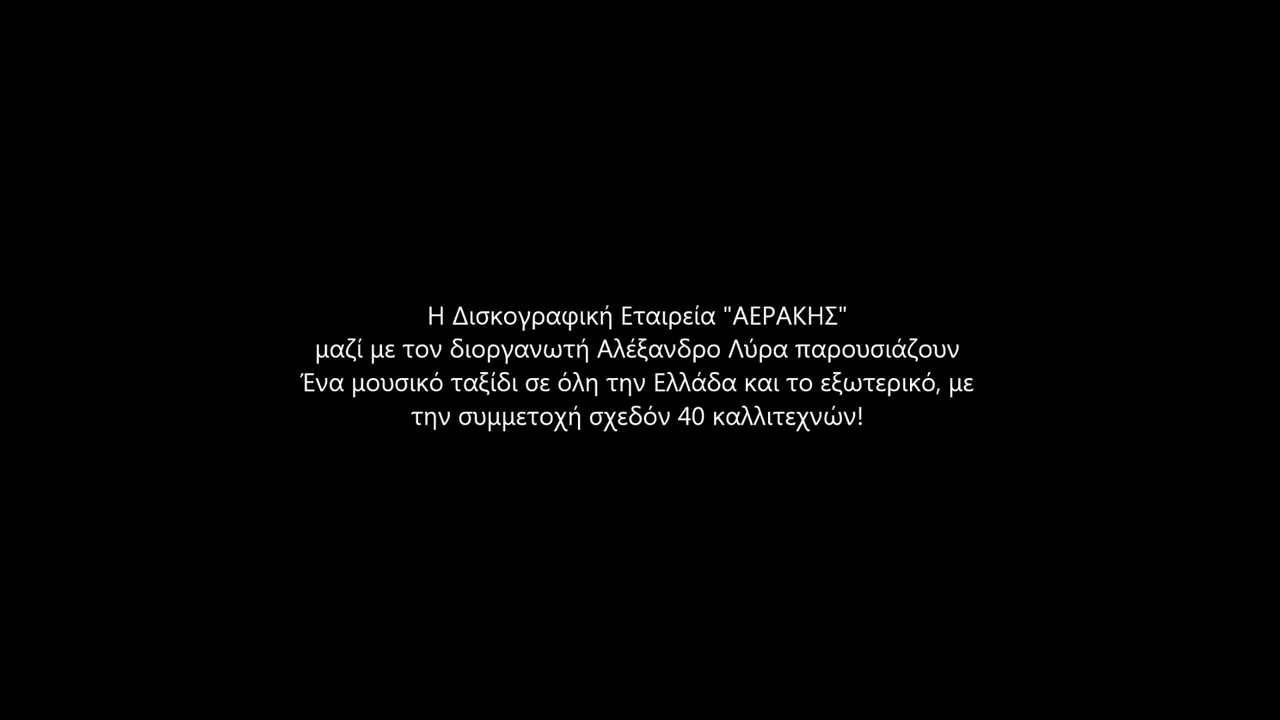 Η Δισκογραφική Εταιρεία "ΑΕΡΑΚΗΣ"
μαζί με τον διοργανωτή Αλέξανδρο Λύρα παρουσιάζουν
Ένα μουσικό ταξίδι σε όλη την Ελλάδα και το εξωτερικό, με
την συμμετοχή σχεδόν 40 καλλιτεχνών!